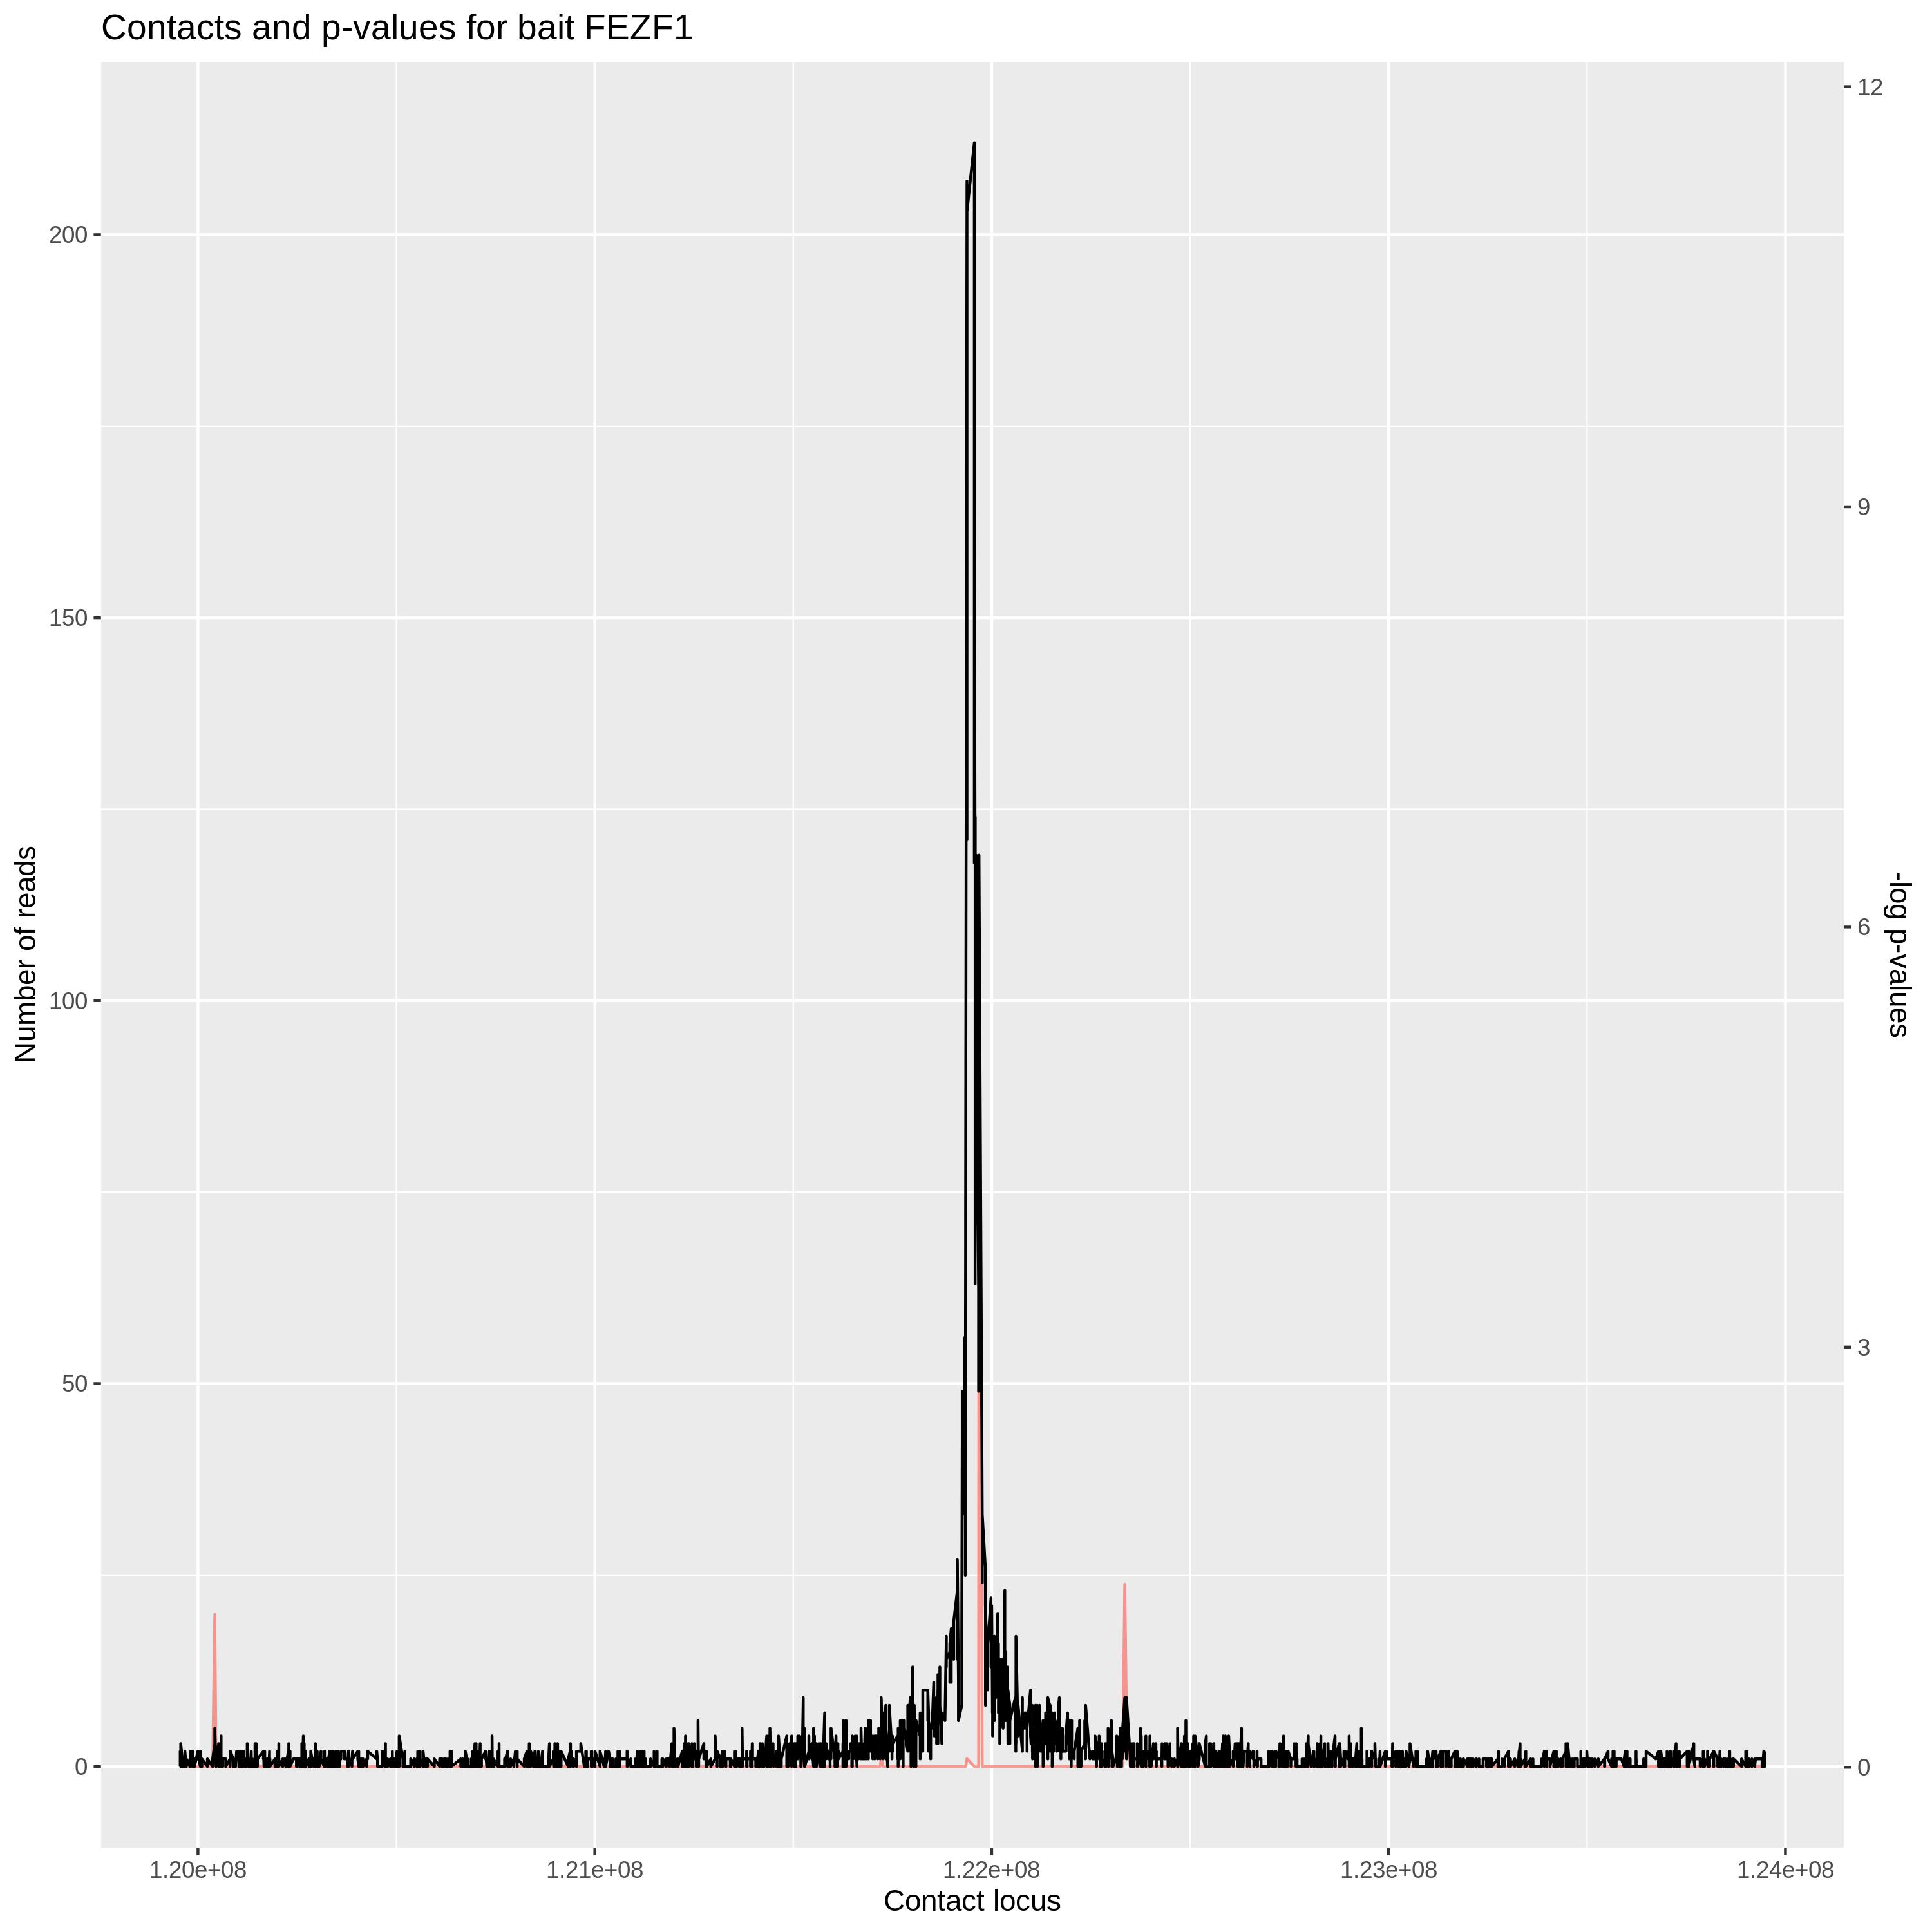 Contacts and p-values for bait FEZF1
Number of reads
200
150
100
50
0
12
9
6
3
0
-log p-values
1.20e+08
1.21e+08
1.22e+08
1.23e+08
1.24e+08
Contact locus